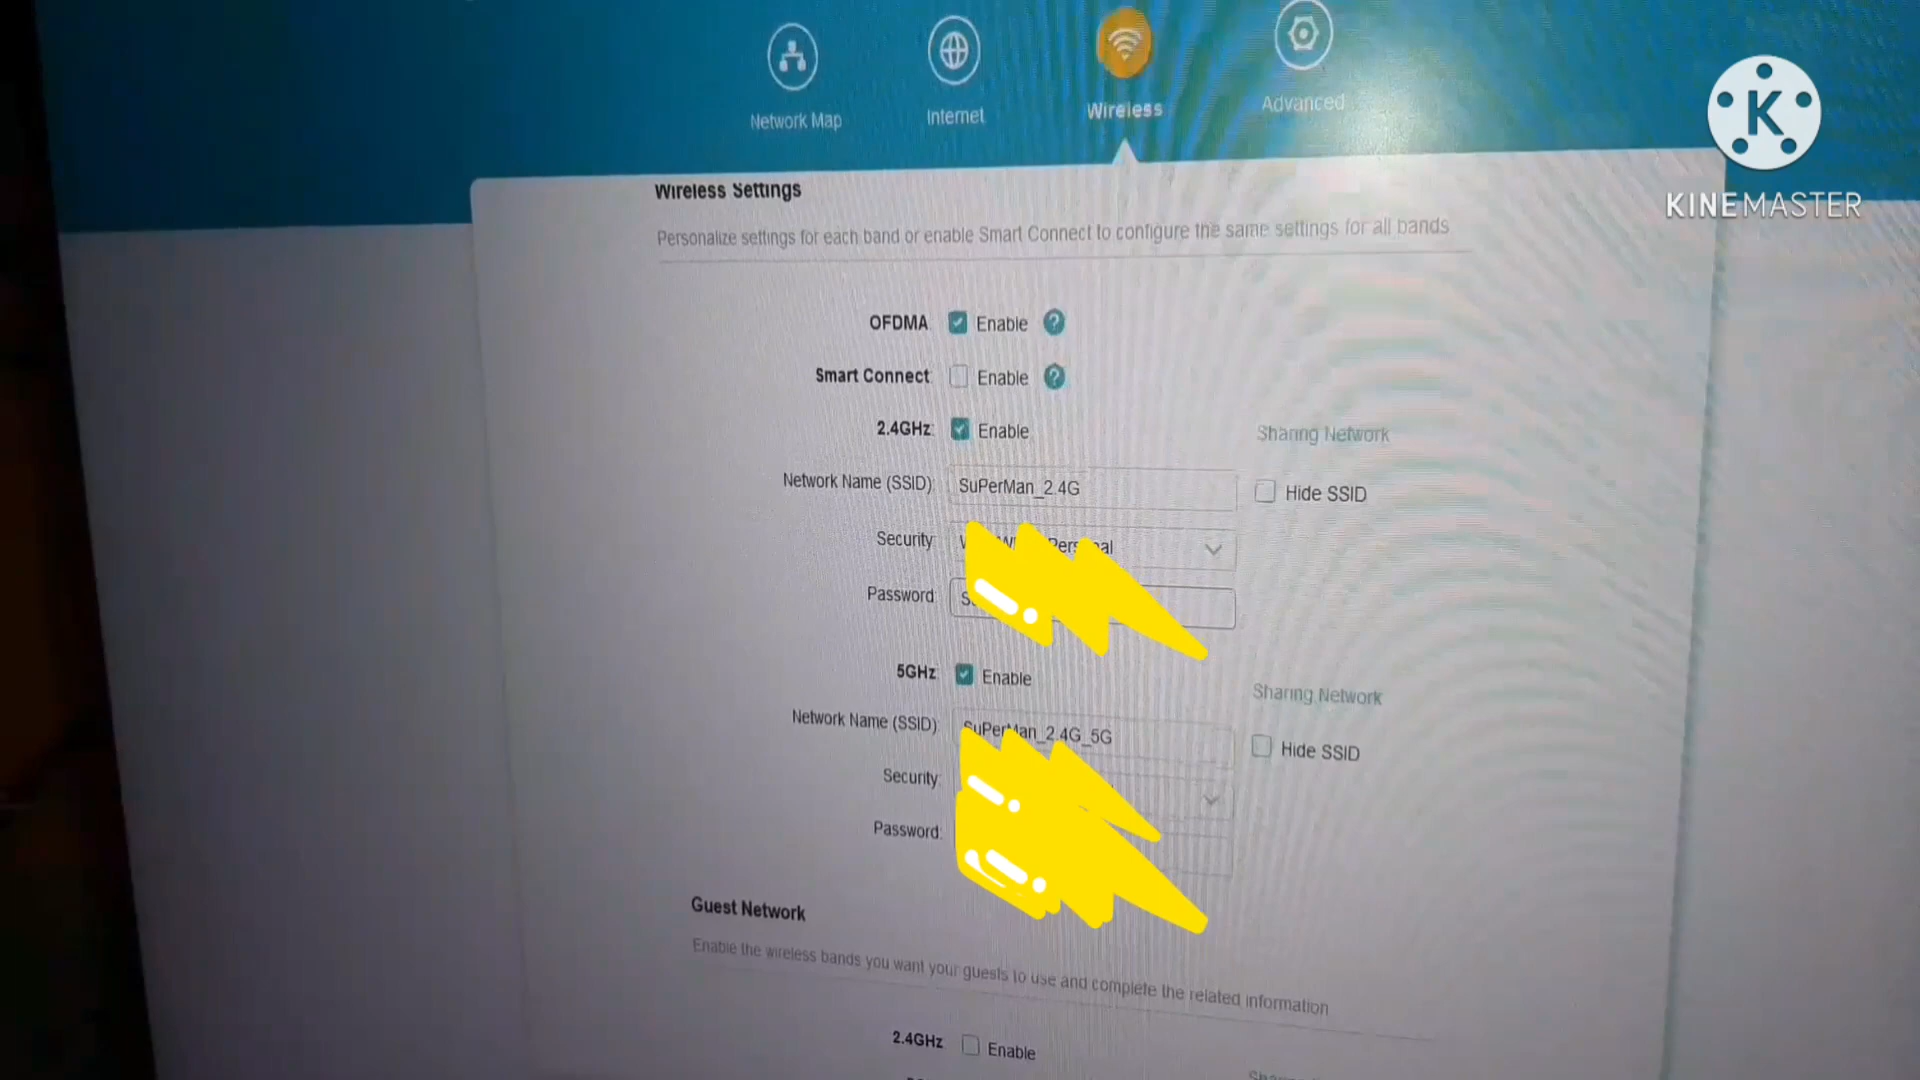 Network Map
Internet
Wireless
Advanced
K
KINEMASTER
Wireless Settings
Personalize settings for each band or enable Smart Connect to configure the same settings for all bands
OFDMA Enable ?
Smart Connect Enable ?
2.4GHz: Enable
Sharing Network
Network Name (SSID): SuPerMan_2.4G Hide SSID
Security: Personal
Password:
5GHz Enable
Sharing Network
Network Name (SSID) SuPerMan_2.4G_5G Hide SSID
Security:
Password:
Guest Network
Enable the wireless bands you want your guests to use and complete the related information
2.4GHz Enable